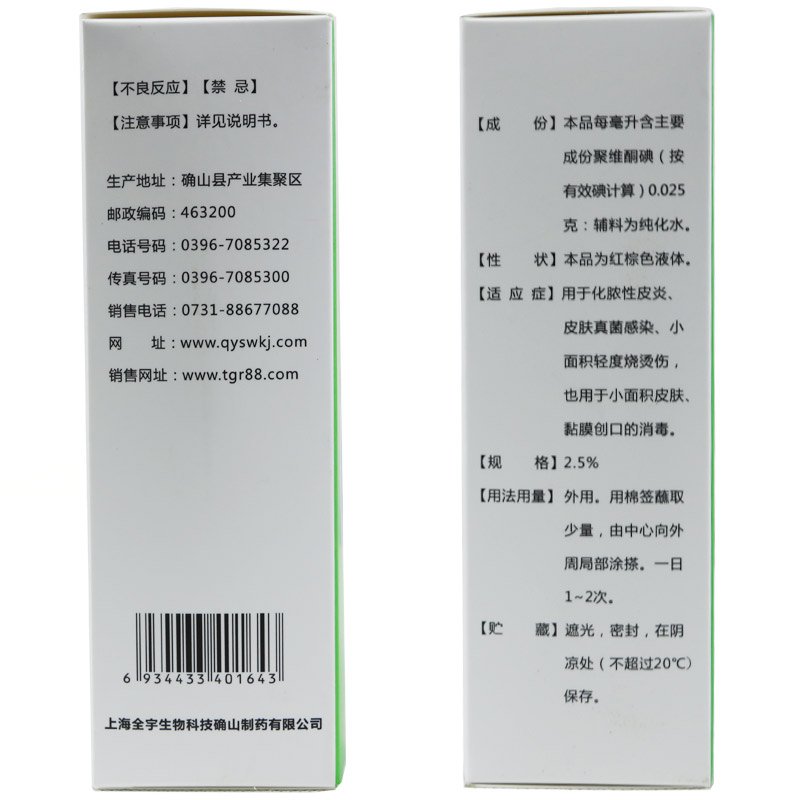 【不良反应】【禁 忌】
【注意事项】详见说明书。
生产地址：确山县产业集聚区
邮政编码：463200
电话号码：0396-7085322
传真号码：0396-7085300
销售电话：0731-88677088
网 址：www.qyswkj.com
销售网址：www.tgr88.com
6 934433 401643
上海全宇生物科技确山制药有限公司
【成 份】本品每毫升含主要
成份聚维酮碘（按
有效碘计算）0.025
克：辅料为纯化水。
【性 状】本品为红棕色液体。
【适 应 症】用于化脓性皮炎、
皮肤真菌感染、小
面积轻度烧烫伤，
也用于小面积皮肤、
黏膜创口的消毒。
【规 格】2.5%
【用法用量】外用。用棉签蘸取
少量，由中心向外
周局部涂搽。一日
1~2次。
【贮 藏】遮光，密封，在阴
凉处（不超过20℃）
保存。